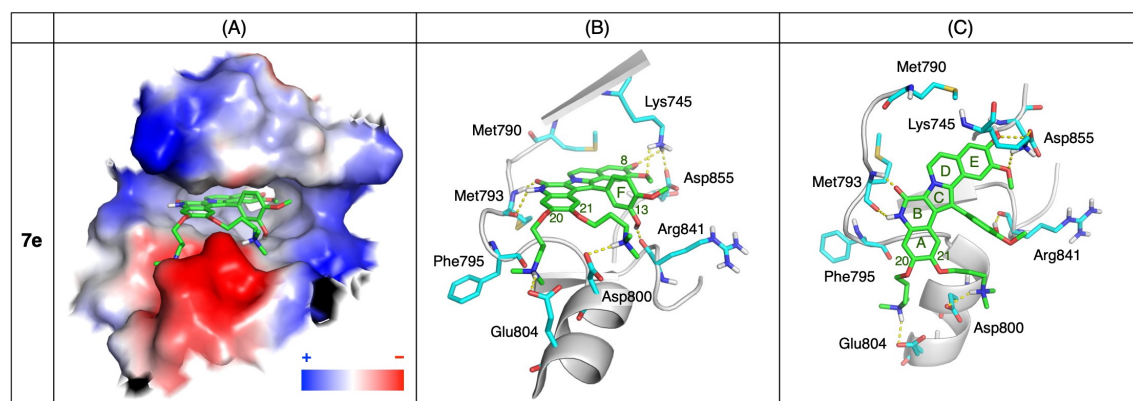 (A) (B) (C)
7e
+ −
Lys745
Met790
8
Met793
Asp855
F
20 21 13
Arg841
Phe795
Asp800
Glu804
Met790
Lys745
Asp855
E
D
Met793
C
B
A
Arg841
Phe795
20 21
Asp800
Glu804